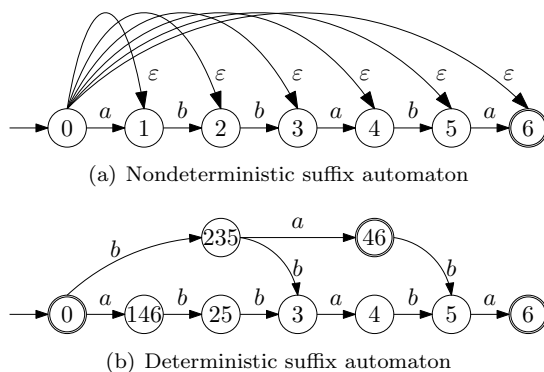 ε ε ε ε ε ε
0 a 1 b 2 b 3 a 4 b 5 a 6
(a) Nondeterministic suffix automaton
235 a 46
b b b
0 a 146 b 25 b 3 a 4 b 5 a 6
(b) Deterministic suffix automaton